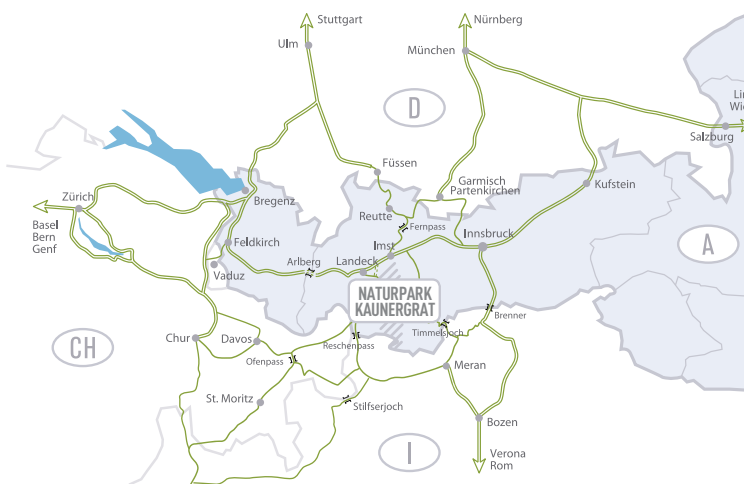 Stuttgart
Nürnberg
Ulm
München
D
Salzburg
Füssen
Garmisch
Partenkirchen
Kufstein
Zürich
Bregenz
Reutte
Basel
Bern
Genf
Fernpass
Feldkirch
Imst
Innsbruck
A
Arlberg
Landeck
Vaduz
NATURPARK
KAUNERGRAT
Brenner
CH
Chur
Davos
Reschenpass
Timmelsjoch
Ofenpass
Meran
St. Moritz
Stilfserjoch
Bozen
I
Verona
Rom